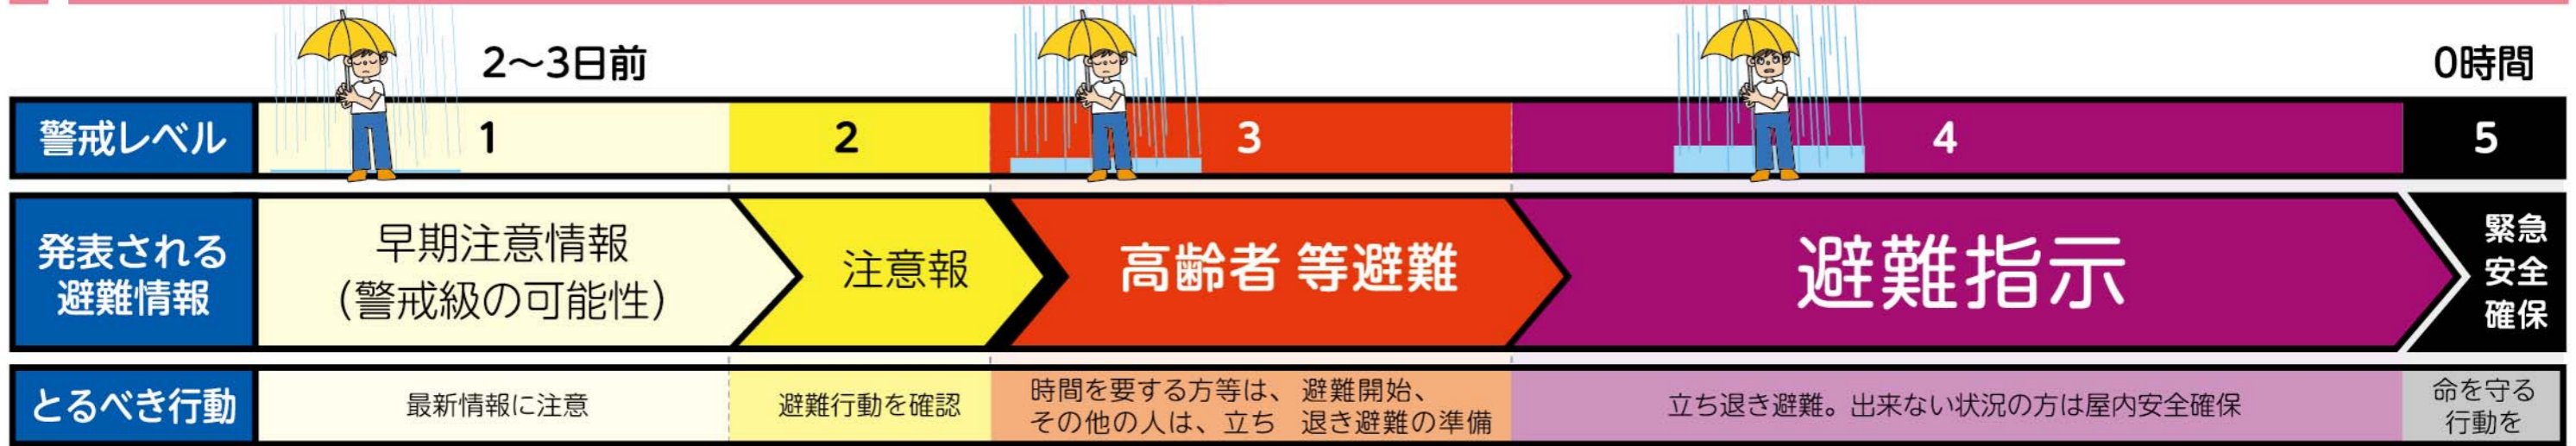 2～3日前
0時間
警戒レベル
1
2
3
4
5
発表される
避難情報
早期注意情報
（警戒級の可能性）
注意報
高齢者 等避難
避難指示
緊急
安全
確保
とるべき行動
最新情報に注意
避難行動を確認
時間を要する方等は、 避難開始、
その他の人は、立ち 退き避難の準備
立ち退き避難。出来ない状況の方は屋内安全確保
命を守る
行動を